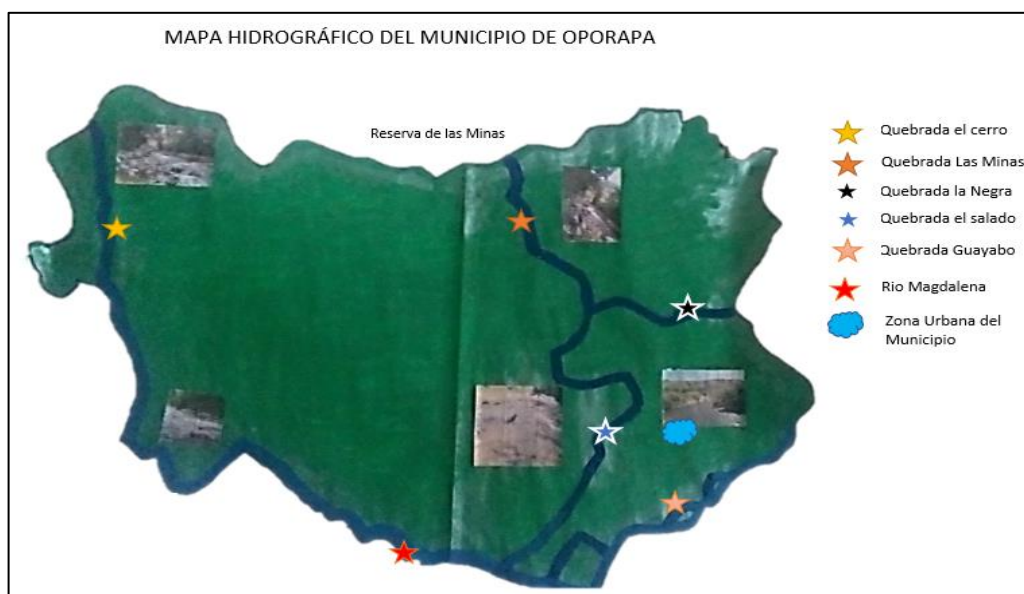 MAPA HIDROGRÁFICO DEL MUNICIPIO DE OPORAPA
Reserva de las Minas
Quebrada el cerro
Quebrada Las Minas
Quebrada la Negra
Quebrada el salado
Quebrada Guayabo
Rio Magdalena
Zona Urbana del
Municipio